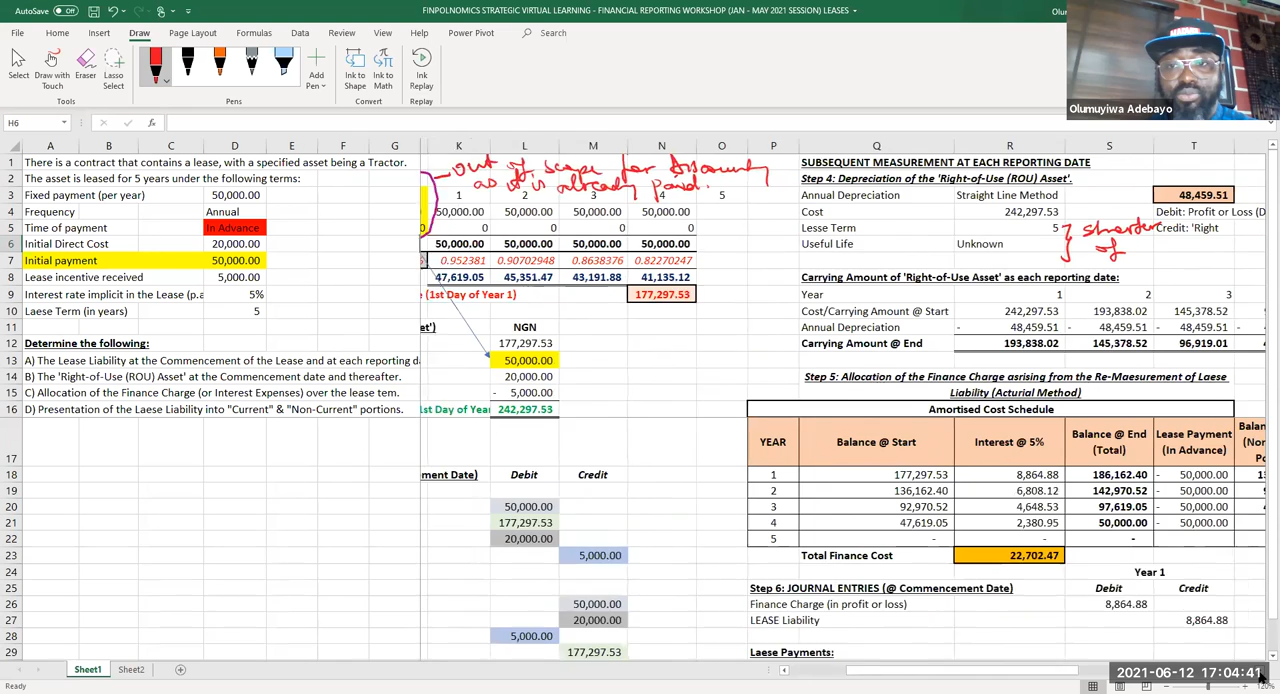 AutoSave Off
FINPOLNOMICS STRATEGIC VIRTUAL LEARNING - FINANCIAL REPORTING WORKSHOP (JAN - MAY 2021 SESSION) LEASES
Olu
File Home Insert Draw Page Layout Formulas Data Review View Help Power Pivot Search
Olumuyiwa Adebayo
Select Draw with Touch Eraser Lasso Select Add Pen Ink to Shape Ink to Math Ink Replay
Tools Pens Convert Replay
H6 fx
A B C D E F G K L M N O P Q R S T
1 There is a contract that contains a lease, with a specified asset being a Tractor. SUBSEQUENT MEASUREMENT AT EACH REPORTING DATE
out of scope for discounting
as it is already paid.
2 The asset is leased for 5 years under the following terms: Step 4: Depreciation of the 'Right-of-Use (ROU) Asset'.
3 Fixed payment (per year) 50,000.00 1 2 3 4 5 Annual Depreciation Straight Line Method 48,459.51
4 Frequency Annual 50,000.00 50,000.00 50,000.00 50,000.00 Cost 242,297.53 Debit: Profit or Loss (D
5 Time of payment In Advance 0 0 0 0 Lesse Term 5 Credit: 'Right
shorter
of
6 Initial Direct Cost 20,000.00 50,000.00 50,000.00 50,000.00 50,000.00 Useful Life Unknown
7 Initial payment 50,000.00 0.952381 0.90702948 0.8638376 0.82270247
8 Lease incentive received 5,000.00 47,619.05 45,351.47 43,191.88 41,135.12 Carrying Amount of 'Right-of-Use Asset' as each reporting date:
9 Interest rate implicit in the Lease (p.a 5% (1st Day of Year 1) 177,297.53 Year 1 2 3
10 Laese Term (in years) 5 Cost/Carrying Amount @ Start 242,297.53 193,838.02 145,378.52
11 et') NGN Annual Depreciation - 48,459.51 - 48,459.51 - 48,459.51
12 Determine the following: 177,297.53 Carrying Amount @ End 193,838.02 145,378.52 96,919.01
13 A) The Lease Liability at the Commencement of the Lease and at each reporting da 50,000.00
14 B) The 'Right-of-Use (ROU) Asset' at the Commencement date and thereafter. 20,000.00 Step 5: Allocation of the Finance Charge asrising from the Re-Maesurement of Laese
15 C) Allocation of the Finance Charge (or Interest Expenses) over the lease tem. - 5,000.00 Liability (Acturial Method)
16 D) Presentation of the Laese Liability into "Current" & "Non-Current" portions. 1st Day of Year 242,297.53 Amortised Cost Schedule
17 YEAR Balance @ Start Interest @ 5% Balance @ End (Total) Lease Payment (In Advance)
18 ment Date) Debit Credit 1 177,297.53 8,864.88 186,162.40 - 50,000.00
19 2 136,162.40 6,808.12 142,970.52 - 50,000.00
20 50,000.00 3 92,970.52 4,648.53 97,619.05 - 50,000.00
21 177,297.53 4 47,619.05 2,380.95 50,000.00 - 50,000.00
22 20,000.00 5 - - -
23 5,000.00 Total Finance Cost 22,702.47
24 Year 1
25 Step 6: JOURNAL ENTRIES (@ Commencement Date) Debit Credit
26 50,000.00 Finance Charge (in profit or loss) 8,864.88
27 20,000.00 LEASE Liability 8,864.88
28 5,000.00
29 177,297.53 Laese Payments:
Sheet1 Sheet2
2021-06-12 17:04:41
Ready 120%